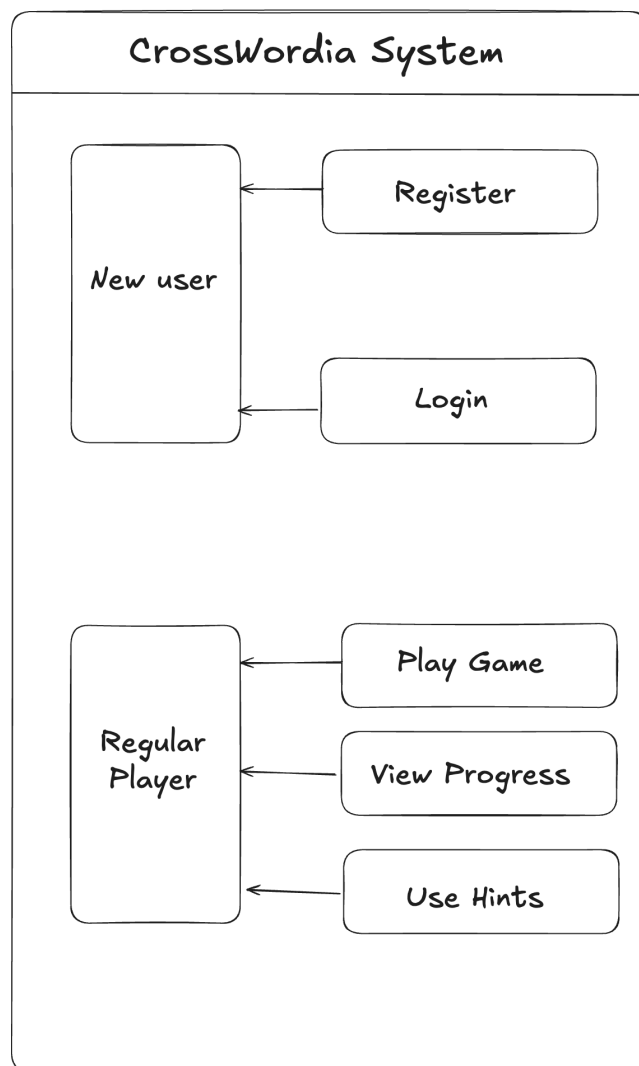 CrossWordia System
Register
New user
Login
Play Game
Regular
Player
View Progress
Use Hints